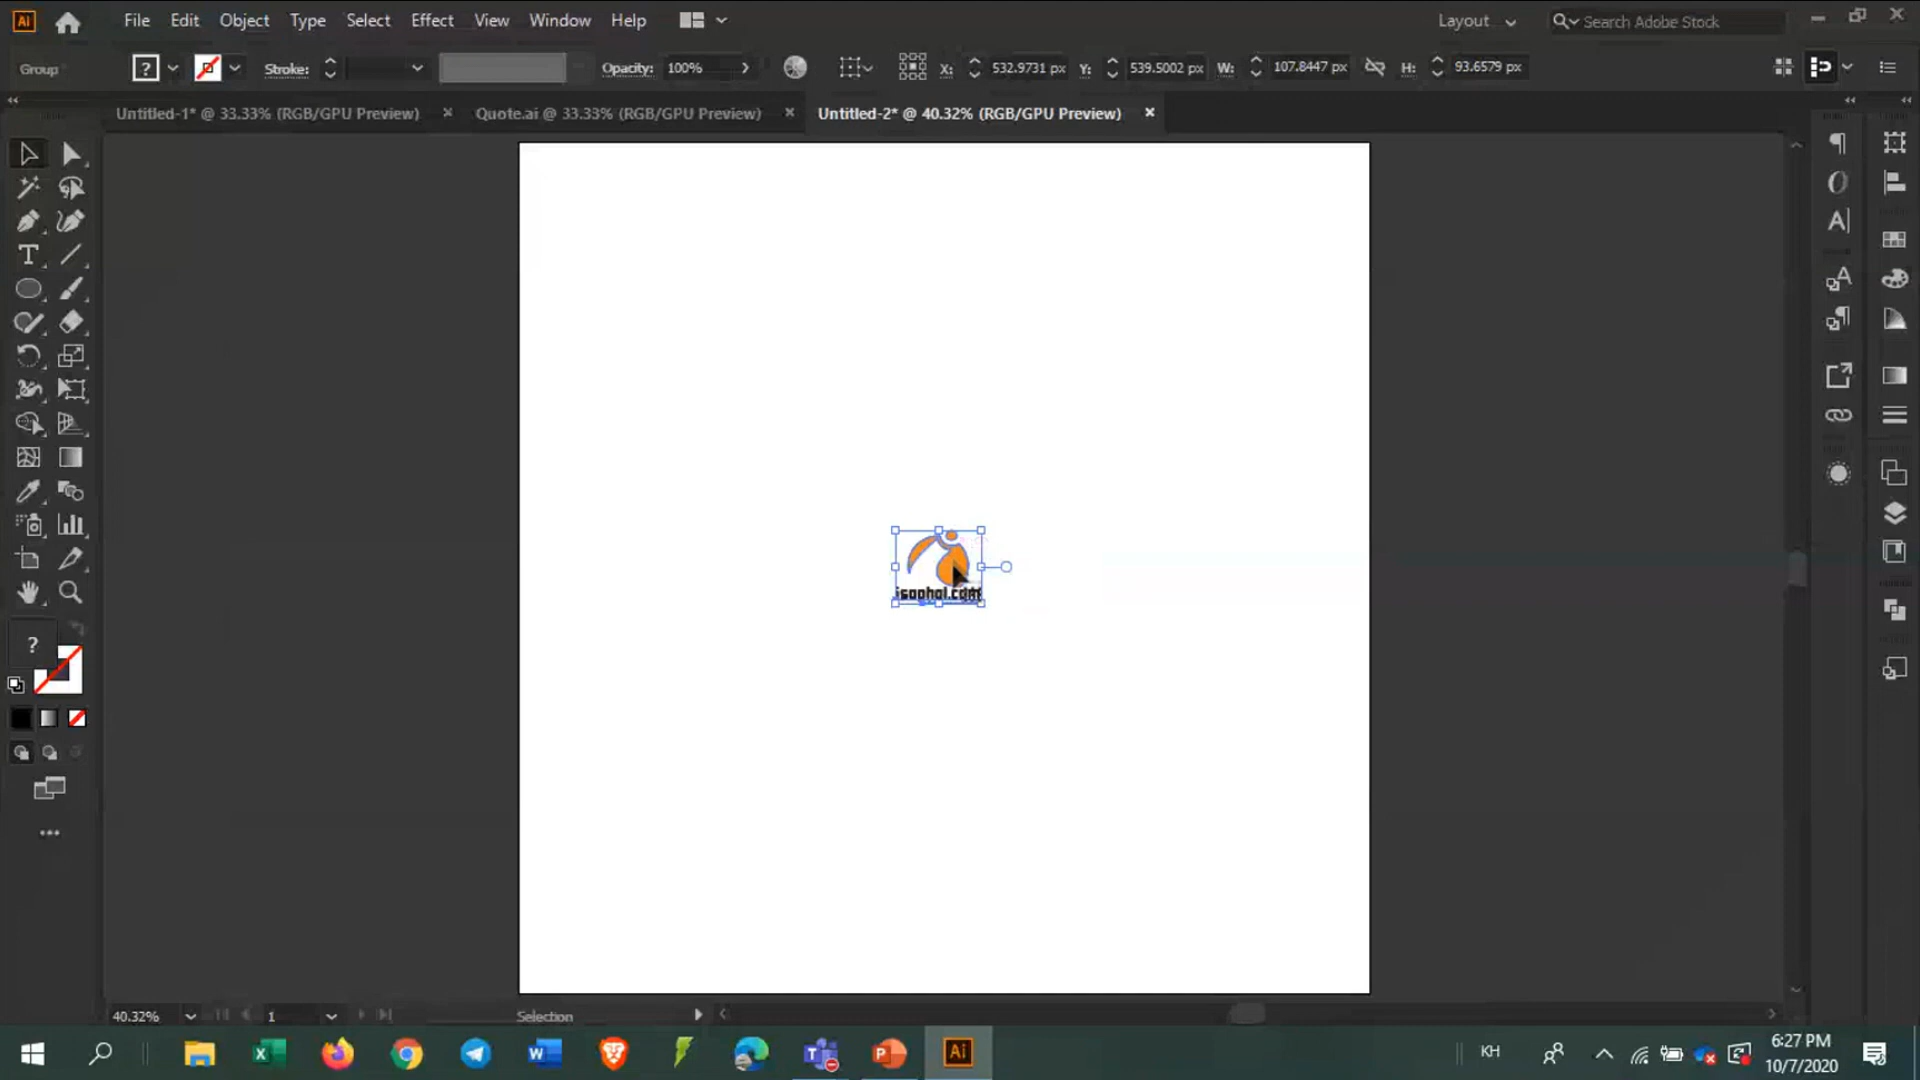 File Edit Object Type Select Effect View Window Help
Layout
Search Adobe Stock
Group
Stroke:
Opacity: 100%
X: 532.9731 px
Y: 539.5002 px
W: 107.8447 px
H: 93.6579 px
Untitled-1* @ 33.33% (RGB/GPU Preview)
Quote.ai @ 33.33% (RGB/GPU Preview)
Untitled-2* @ 40.32% (RGB/GPU Preview)
40.32%
1
Selection
KH
6:27 PM
10/7/2020